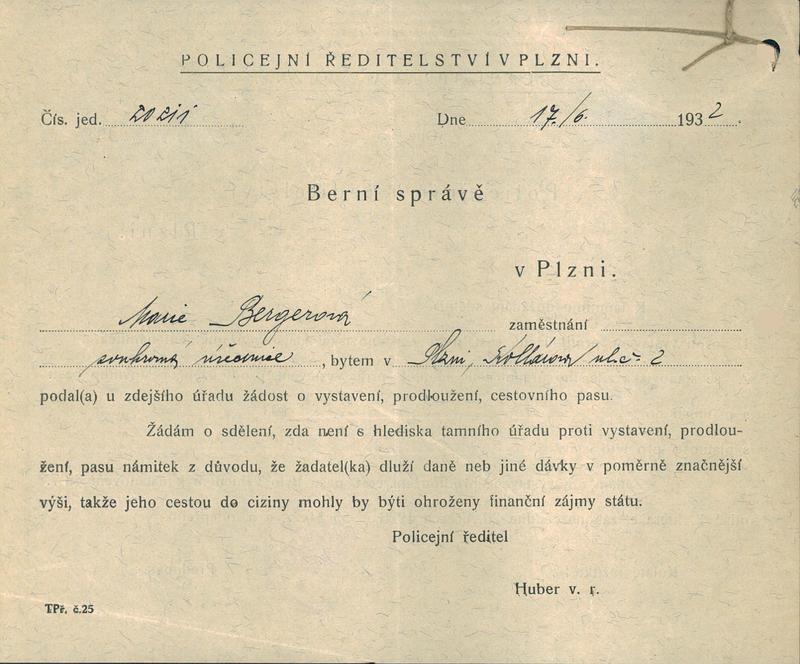 POLICEJNÍ ŘEDITELSTVÍ V PLZNI.
Čís. jed. Dne 17./6. 1932.
Berní správě
v Plzni.
Marie Bergerová zaměstnání
soukromá úřednice, bytem v Plzni, Kollárova ul. č. 2
podal(a) u zdejšího úřadu žádost o vystavení, prodloužení, cestovního pasu.
Žádám o sdělení, zda není s hlediska tamního úřadu proti vystavení, prodlou-
žení, pasu námitek z důvodu, že žadatel(ka) dluží daně neb jiné dávky v poměrně značnější
výši, takže jeho cestou do ciziny mohly by býti ohroženy finanční zájmy státu.
Policejní ředitel
Huber v. r.
TPř. č.25